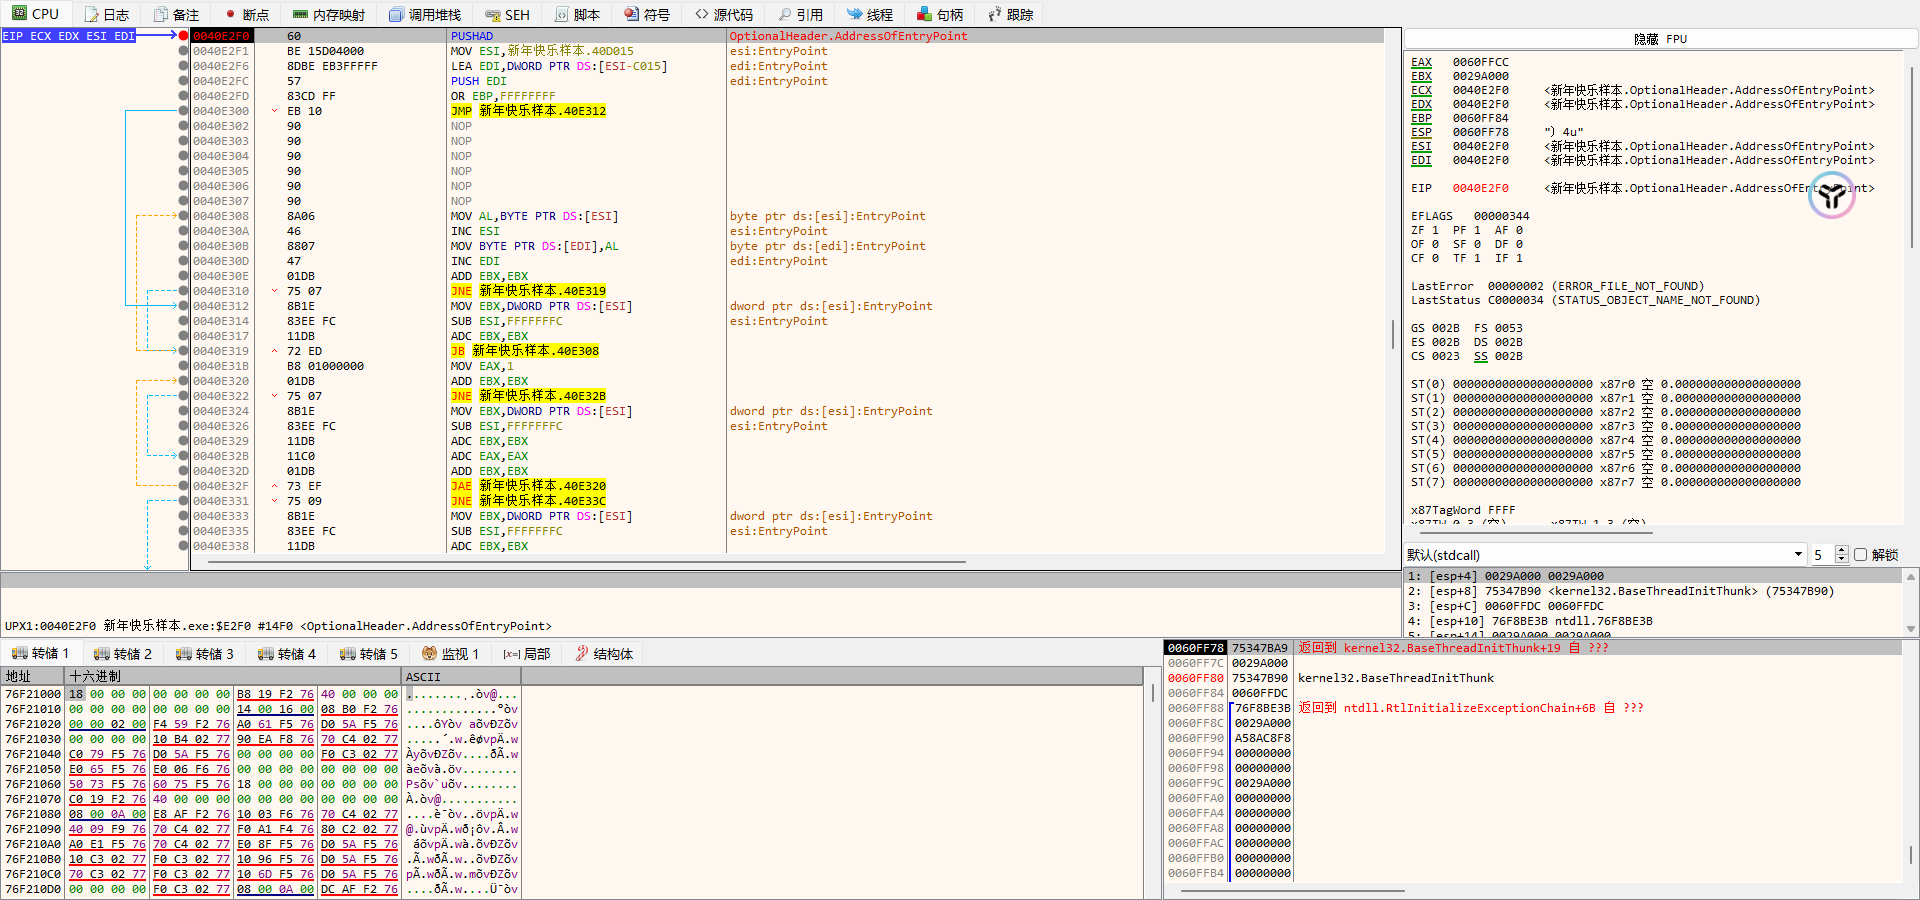 CPU 日志 备注 断点 内存映射 调用堆栈 SEH 脚本 符号 源代码 引用 线程 句柄 跟踪
EIP ECX EDX ESI EDI
0040E2F0 60 PUSHAD OptionalHeader.AddressOfEntryPoint
0040E2F1 BE 15D04000 MOV ESI,新年快乐样本.40D015 esi:EntryPoint
0040E2F6 8DBE EB3FFFFF LEA EDI,DWORD PTR DS:[ESI-C015] edi:EntryPoint
0040E2FC 57 PUSH EDI edi:EntryPoint
0040E2FD 83CD FF OR EBP,FFFFFFFF
0040E300 EB 10 JMP 新年快乐样本.40E312
0040E302 90 NOP
0040E303 90 NOP
0040E304 90 NOP
0040E305 90 NOP
0040E306 90 NOP
0040E307 90 NOP
0040E308 8A06 MOV AL,BYTE PTR DS:[ESI] byte ptr ds:[esi]:EntryPoint
0040E30A 46 INC ESI esi:EntryPoint
0040E30B 8807 MOV BYTE PTR DS:[EDI],AL byte ptr ds:[edi]:EntryPoint
0040E30D 47 INC EDI edi:EntryPoint
0040E30E 01DB ADD EBX,EBX
0040E310 75 07 JNE 新年快乐样本.40E319
0040E312 8B1E MOV EBX,DWORD PTR DS:[ESI] dword ptr ds:[esi]:EntryPoint
0040E314 83EE FC SUB ESI,FFFFFFFC esi:EntryPoint
0040E317 11DB ADC EBX,EBX
0040E319 72 ED JB 新年快乐样本.40E308
0040E31B B8 01000000 MOV EAX,1
0040E320 01DB ADD EBX,EBX
0040E322 75 07 JNE 新年快乐样本.40E32B
0040E324 8B1E MOV EBX,DWORD PTR DS:[ESI] dword ptr ds:[esi]:EntryPoint
0040E326 83EE FC SUB ESI,FFFFFFFC esi:EntryPoint
0040E329 11DB ADC EBX,EBX
0040E32B 11C0 ADC EAX,EAX
0040E32D 01DB ADD EBX,EBX
0040E32F 73 EF JAE 新年快乐样本.40E320
0040E331 75 09 JNE 新年快乐样本.40E33C
0040E333 8B1E MOV EBX,DWORD PTR DS:[ESI] dword ptr ds:[esi]:EntryPoint
0040E335 83EE FC SUB ESI,FFFFFFFC esi:EntryPoint
0040E338 11DB ADC EBX,EBX
UPX1:0040E2F0 新年快乐样本.exe:$E2F0 #14F0 <OptionalHeader.AddressOfEntryPoint>
隐藏 FPU
EAX 0060FFCC
EBX 0029A000
ECX 0040E2F0 <新年快乐样本.OptionalHeader.AddressOfEntryPoint>
EDX 0040E2F0 <新年快乐样本.OptionalHeader.AddressOfEntryPoint>
EBP 0060FF84
ESP 0060FF78 ") 4u"
ESI 0040E2F0 <新年快乐样本.OptionalHeader.AddressOfEntryPoint>
EDI 0040E2F0 <新年快乐样本.OptionalHeader.AddressOfEntryPoint>
EIP 0040E2F0 <新年快乐样本.OptionalHeader.AddressOfEntryPoint>
EFLAGS 00000344
ZF 1 PF 1 AF 0
OF 0 SF 0 DF 0
CF 0 TF 1 IF 1
LastError 00000002 (ERROR_FILE_NOT_FOUND)
LastStatus C0000034 (STATUS_OBJECT_NAME_NOT_FOUND)
GS 002B FS 0053
ES 002B DS 002B
CS 0023 SS 002B
ST(0) 00000000000000000000 x87r0 空 0.000000000000000000
ST(1) 00000000000000000000 x87r1 空 0.000000000000000000
ST(2) 00000000000000000000 x87r2 空 0.000000000000000000
ST(3) 00000000000000000000 x87r3 空 0.000000000000000000
ST(4) 00000000000000000000 x87r4 空 0.000000000000000000
ST(5) 00000000000000000000 x87r5 空 0.000000000000000000
ST(6) 00000000000000000000 x87r6 空 0.000000000000000000
ST(7) 00000000000000000000 x87r7 空 0.000000000000000000
x87TagWord FFFF
x87TW_0 3 (空) x87TW_1 3 (空)
默认(stdcall) 5 解锁
1: [esp+4] 0029A000 0029A000
2: [esp+8] 75347B90 <kernel32.BaseThreadInitThunk> (75347B90)
3: [esp+C] 0060FFDC 0060FFDC
4: [esp+10] 76F8BE3B ntdll.76F8BE3B
5: [esp+14] 0029A000 0029A000
转储 1 转储 2 转储 3 转储 4 转储 5 监视 1 局部 结构体
地址 十六进制 ASCII
76F21000 18 00 00 00 00 00 00 00 B8 19 F2 76 40 00 00 00 .........òv@...
76F21010 00 00 00 00 00 00 00 00 14 00 16 00 08 B0 F2 76 .............°òv
76F21020 00 00 02 00 F4 59 F2 76 A0 61 F5 76 D0 5A F5 76 ....ôYòv aõvÐZõv
76F21030 00 00 00 00 10 B4 02 77 90 EA F8 76 70 C4 02 77 .....´.w.êøvpÄ.w
76F21040 C0 79 F5 76 D0 5A F5 76 00 00 00 00 F0 C3 02 77 ÀyõvÐZõv....ðÃ.w
76F21050 E0 65 F5 76 E0 06 F6 76 00 00 00 00 00 00 00 00 àeõvà.öv........
76F21060 50 73 F5 76 60 75 F5 76 18 00 00 00 00 00 00 00 Psõv`uõv........
76F21070 C0 19 F2 76 40 00 00 00 00 00 00 00 00 00 00 00 À.òv@...........
76F21080 08 00 0A 00 E8 AF F2 76 10 03 F6 76 70 C4 02 77 ....è¯òv..övpÄ.w
76F21090 40 09 F9 76 70 C4 02 77 F0 A1 F4 76 80 C2 02 77 @.ùvpÄ.wð¡ôv.Â.w
76F210A0 A0 E1 F5 76 70 C4 02 77 E0 8F F5 76 D0 5A F5 76 áõvpÄ.wà.õvÐZõv
76F210B0 10 C3 02 77 F0 C3 02 77 10 96 F5 76 D0 5A F5 76 .Ã.wðÃ.w..õvÐZõv
76F210C0 70 C3 02 77 F0 C3 02 77 10 6D F5 76 D0 5A F5 76 pÃ.wðÃ.w.mõvÐZõv
76F210D0 00 00 00 00 F0 C3 02 77 08 00 0A 00 DC AF F2 76 ....ðÃ.w....Ü¯òv
0060FF78 75347BA9 返回到 kernel32.BaseThreadInitThunk+19 自 ???
0060FF7C 0029A000
0060FF80 75347B90 kernel32.BaseThreadInitThunk
0060FF84 0060FFDC
0060FF88 76F8BE3B 返回到 ntdll.RtlInitializeExceptionChain+6B 自 ???
0060FF8C 0029A000
0060FF90 A58AC8F8
0060FF94 00000000
0060FF98 00000000
0060FF9C 0029A000
0060FFA0 00000000
0060FFA4 00000000
0060FFA8 00000000
0060FFAC 00000000
0060FFB0 00000000
0060FFB4 00000000